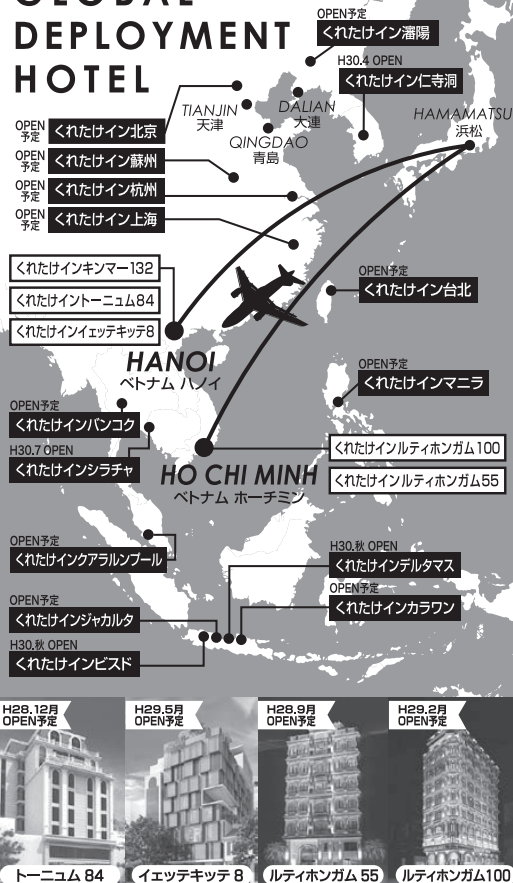 GLOBAL
DEPLOYMENT
HOTEL
OPEN予定
くれたけイン瀋陽
H30.4 OPEN
くれたけイン仁寺洞
TIANJIN
天津
DALIAN
大連
QINGDAO
青島
HAMAMATSU
浜松
OPEN
予定
くれたけイン北京
OPEN
予定
くれたけイン蘇州
OPEN
予定
くれたけイン杭州
OPEN
予定
くれたけイン上海
くれたけインキンマー132
くれたけイントーニュム84
くれたけインイェッテキッテ8
HANOI
ベトナム ハノイ
OPEN予定
くれたけイン台北
OPEN予定
くれたけインマニラ
OPEN予定
くれたけインバンコク
H30.7 OPEN
くれたけインシラチャ
HO CHI MINH
ベトナム ホーチミン
くれたけインルティホンガム100
くれたけインルティホンガム55
OPEN予定
くれたけインクアラルンプール
H30.秋 OPEN
くれたけインデルタマス
OPEN予定
くれたけインカラワン
OPEN予定
くれたけインジャカルタ
H30.秋 OPEN
くれたけインビスド
H28.12月
OPEN予定
トーニュム 84
H29.5月
OPEN予定
イェッテキッテ 8
H28.9月
OPEN予定
ルティホンガム 55
H29.2月
OPEN予定
ルティホンガム100